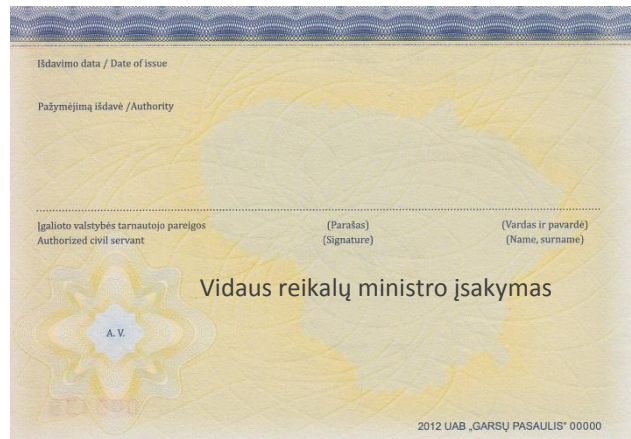 Išdavimo data / Date of issue
Pažymėjimą išdavė /Authority
Įgalioto valstybės tarnautojo pareigos (Parašas) (Vardas ir pavardė)
Authorized civil servant (Signature) (Name, surname)
Vidaus reikalų ministro įsakymas
A. V.
2012 UAB „GARSŲ PASAULIS" 00000